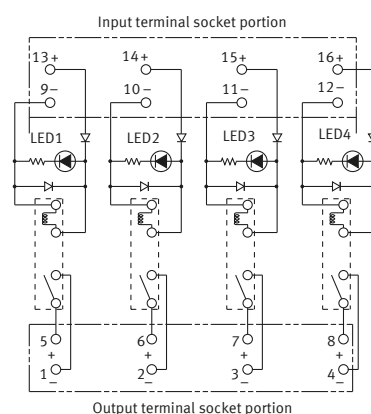 Input terminal socket portion
13+ 14+ 15+ 16+
9− 10− 11− 12−
LED1 LED2 LED3 LED4
5 6 7 8
+ + + +
1 2 3 4
− − − −
Output terminal socket portion